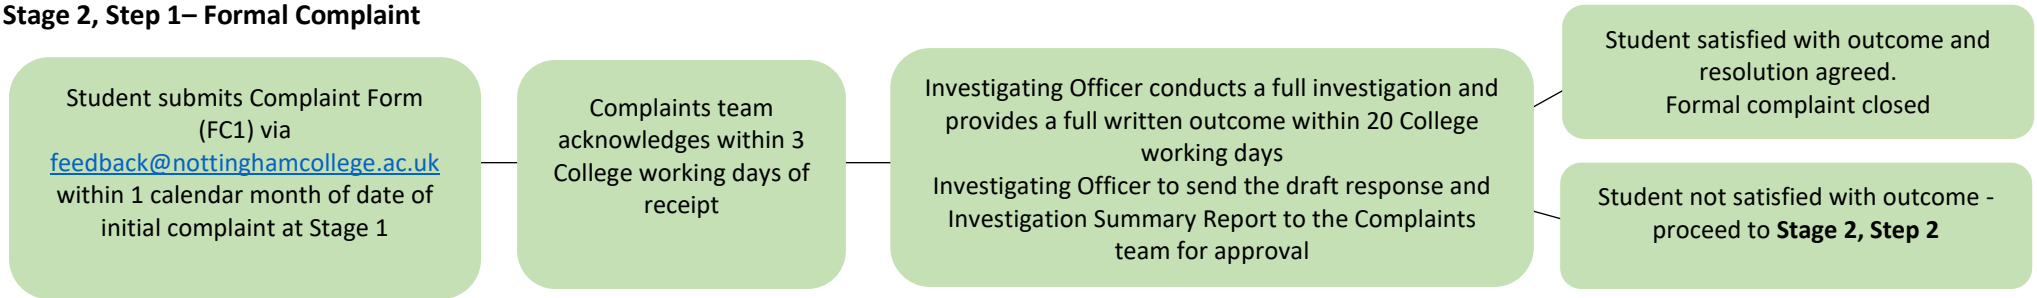 Stage 2, Step 1– Formal Complaint
Student submits Complaint Form
(FC1) via
feedback@nottinghamcollege.ac.uk
within 1 calendar month of date of
initial complaint at Stage 1
Complaints team
acknowledges within 3
College working days of
receipt
Investigating Officer conducts a full investigation and
provides a full written outcome within 20 College
working days
Investigating Officer to send the draft response and
Investigation Summary Report to the Complaints
team for approval
Student satisfied with outcome and
resolution agreed.
Formal complaint closed
Student not satisfied with outcome -
proceed to Stage 2, Step 2